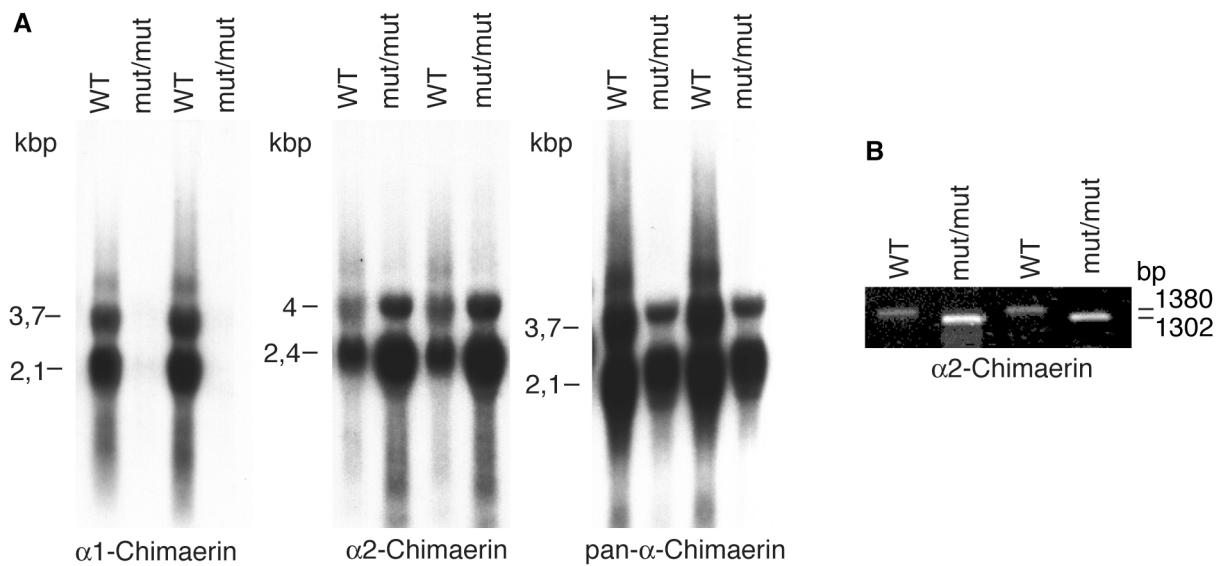 A
WT
mut/mut
WT
mut/mut
kbp
3,7
2,1
α1-Chimaerin
WT
mut/mut
WT
mut/mut
kbp
4
2,4
α2-Chimaerin
WT
mut/mut
WT
mut/mut
kbp
3,7
2,1
pan-α-Chimaerin
B
WT
mut/mut
WT
mut/mut
bp
1380
1302
α2-Chimaerin